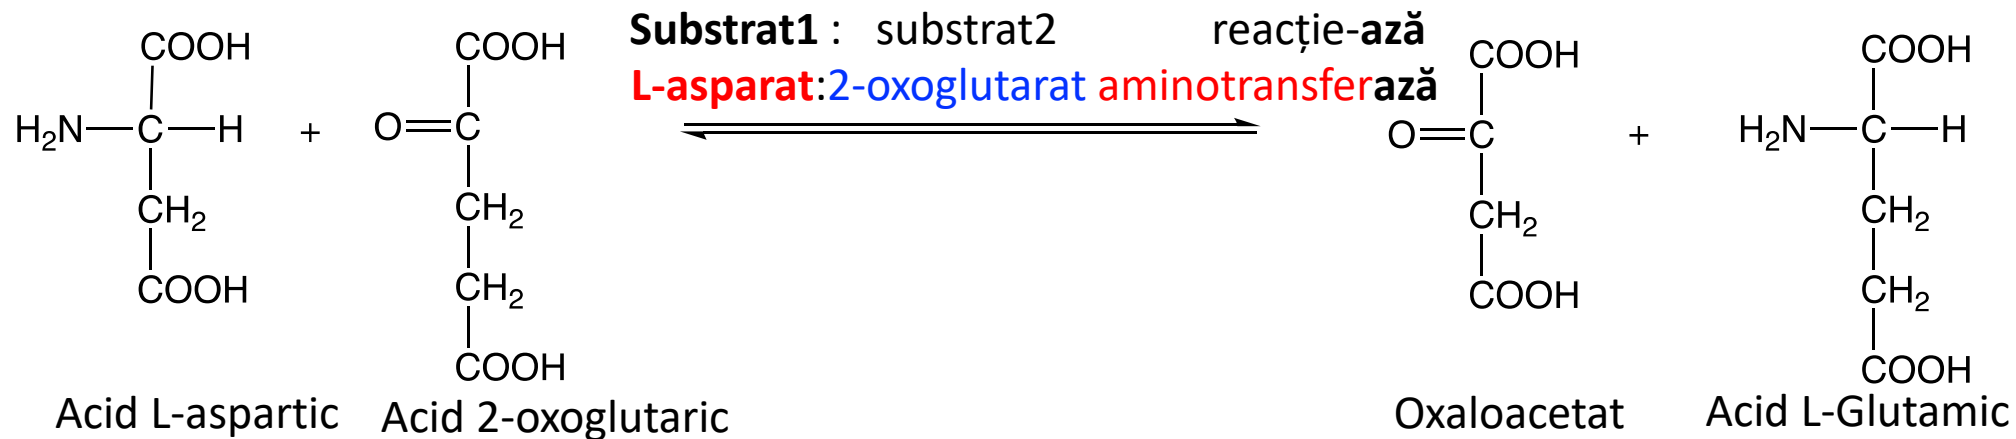 Substrat1 : substrat2 reacție-ază
L-asparat:2-oxoglutarat aminotransferază
COOH
H₂N C H
CH₂
COOH
Acid L-aspartic
+
COOH
O C
CH₂
CH₂
COOH
Acid 2-oxoglutaric
COOH
O C
CH₂
COOH
Oxaloacetat
+
COOH
H₂N C H
CH₂
CH₂
COOH
Acid L-Glutamic